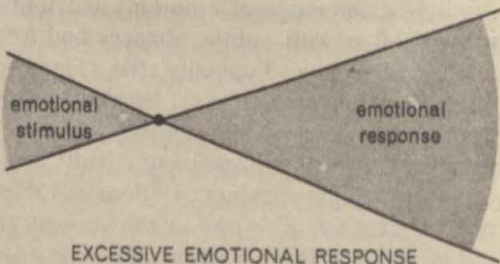 emotional
stimulus
emotional
response
EXCESSIVE EMOTIONAL RESPONSE